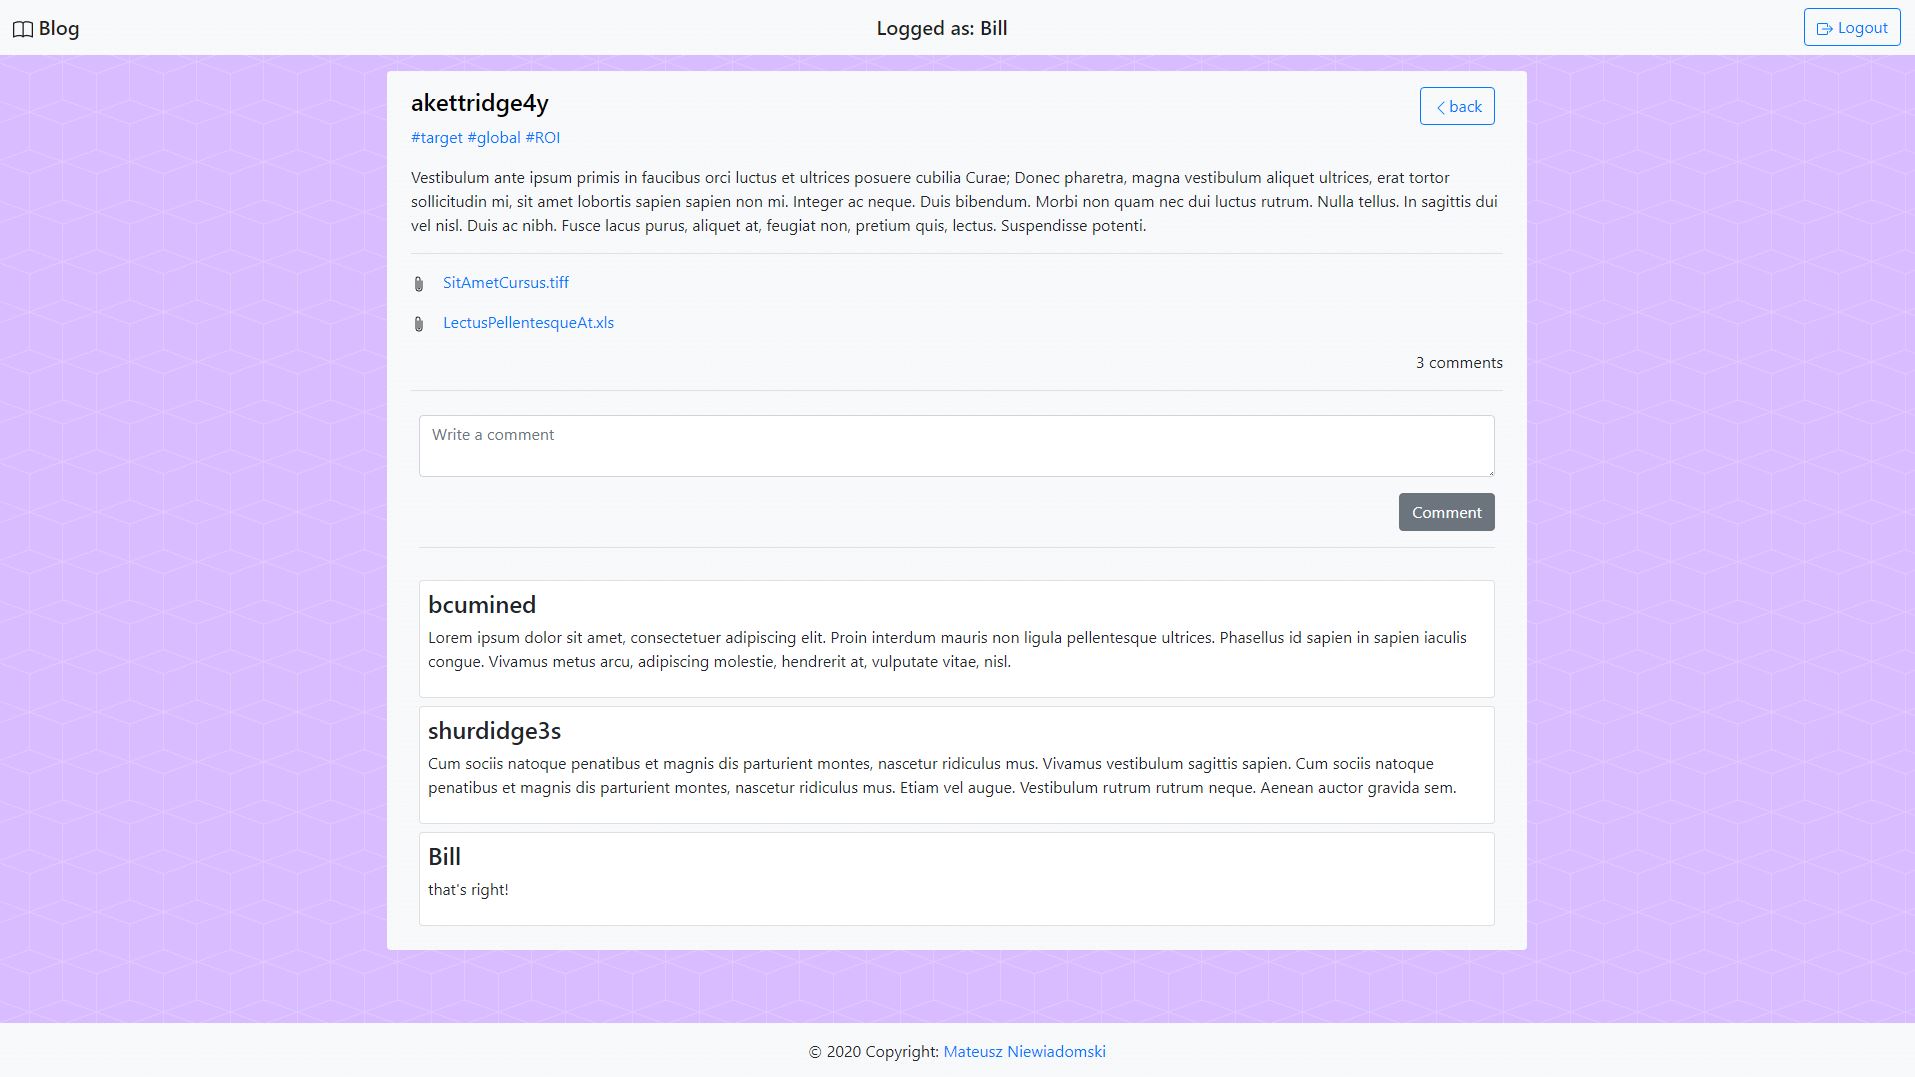 Blog
Logged as: Bill
Logout
akettridge4y
back
#target #global #ROI
Vestibulum ante ipsum primis in faucibus orci luctus et ultrices posuere cubilia Curae; Donec pharetra, magna vestibulum aliquet ultrices, erat tortor
sollicitudin mi, sit amet lobortis sapien sapien non mi. Integer ac neque. Duis bibendum. Morbi non quam nec dui luctus rutrum. Nulla tellus. In sagittis dui
vel nisl. Duis ac nibh. Fusce lacus purus, aliquet at, feugiat non, pretium quis, lectus. Suspendisse potenti.
SitAmetCursus.tiff
LectusPellentesqueAt.xls
3 comments
Write a comment
Comment
bcumined
Lorem ipsum dolor sit amet, consectetuer adipiscing elit. Proin interdum mauris non ligula pellentesque ultrices. Phasellus id sapien in sapien iaculis
congue. Vivamus metus arcu, adipiscing molestie, hendrerit at, vulputate vitae, nisl.
shurdidge3s
Cum sociis natoque penatibus et magnis dis parturient montes, nascetur ridiculus mus. Vivamus vestibulum sagittis sapien. Cum sociis natoque
penatibus et magnis dis parturient montes, nascetur ridiculus mus. Etiam vel augue. Vestibulum rutrum rutrum neque. Aenean auctor gravida sem.
Bill
that's right!
© 2020 Copyright: Mateusz Niewiadomski